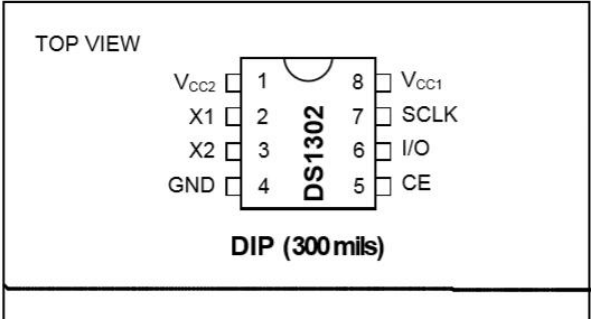 TOP VIEW
VCC2 1 8 VCC1
X1 2 7 SCLK
X2 3 6 I/O
GND 4 5 CE
DS1302
DIP (300 mils)